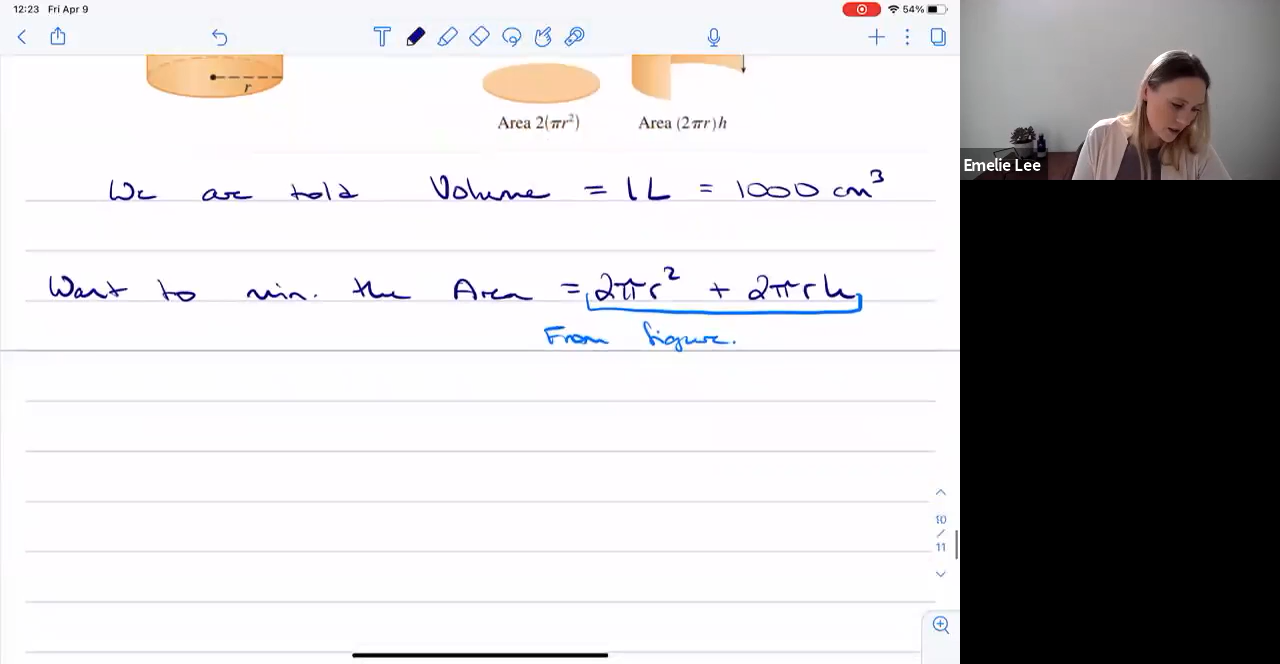 12:23 Fri Apr 9
54%
r
Area 2(πr²)
Area (2πr)h
We are told Volume = 1L = 1000 cm³
Want to min. the Area = 2πr² + 2πrh
From figure.
Emelie Lee
10
/
11